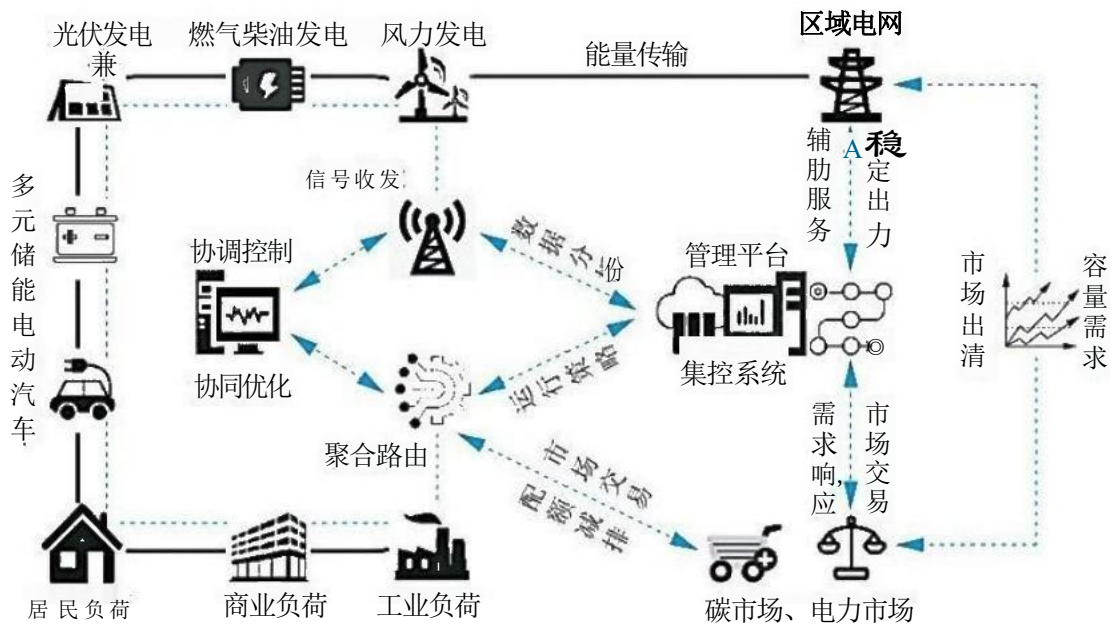 光伏发电
兼
燃气柴油发电
风力发电
能量传输
区域电网
A稳
定出力
辅肋服务
信号收发
多元储能电动汽车
协调控制
数据分
份
管理平台
市场出清
容量需求
协同优化
运行策略
集控系统
聚合路由
市场交易
配额减排
需求响,应
市场交易
居民负荷
商业负荷
工业负荷
碳市场、电力市场